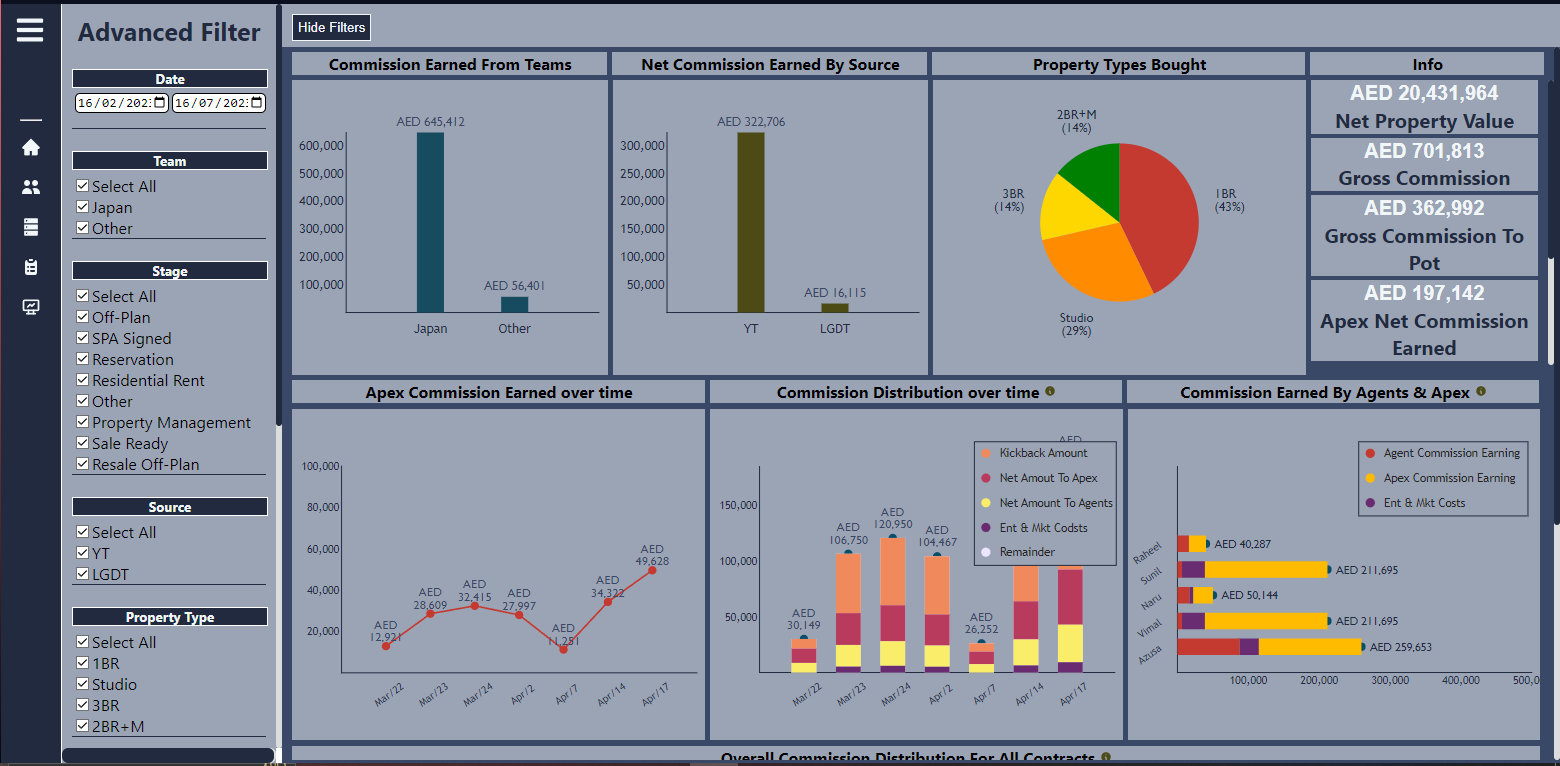 Advanced Filter
Date
16/02/202
16/07/202
Team
Select All
Japan
Other
Stage
Select All
Off-Plan
SPA Signed
Reservation
Residential Rent
Other
Property Management
Sale Ready
Resale Off-Plan
Source
Select All
YT
LGDT
Property Type
Select All
1BR
Studio
3BR
2BR+M
Hide Filters
Commission Earned From Teams
AED 645,412
600,000
500,000
400,000
300,000
200,000
100,000
AED 56,401
Japan
Other
Net Commission Earned By Source
AED 322,706
300,000
250,000
200,000
150,000
100,000
50,000
AED 16,115
YT
LGDT
Property Types Bought
2BR+M
(14%)
3BR
(14%)
1BR
(43%)
Studio
(29%)
Info
AED 20,431,964
Net Property Value
AED 701,813
Gross Commission
AED 362,992
Gross Commission To
Pot
AED 197,142
Apex Net Commission
Earned
Apex Commission Earned over time
100,000
80,000
60,000
40,000
20,000
AED
12,921
AED
28,609
AED
32,415
AED
27,997
AED
11,251
AED
34,322
AED
49,628
Mar/22
Mar/23
Mar/24
Apr/2
Apr/7
Apr/14
Apr/17
Commission Distribution over time
AED
Kickback Amount
Net Amout To Apex
Net Amount To Agents
Ent & Mkt Codsts
Remainder
150,000
100,000
50,000
AED
30,149
AED
106,750
AED
120,950
AED
104,467
AED
26,252
Mar/22
Mar/23
Mar/24
Apr/2
Apr/7
Apr/14
Apr/17
Commission Earned By Agents & Apex
Agent Commission Earning
Apex Commission Earning
Ent & Mkt Costs
Raheel
AED 40,287
Sunil
AED 211,695
Naru
AED 50,144
Vimal
AED 211,695
Azusa
AED 259,653
100,000
200,000
300,000
400,000
500,0
Overall Commission Distribution For All Contracts